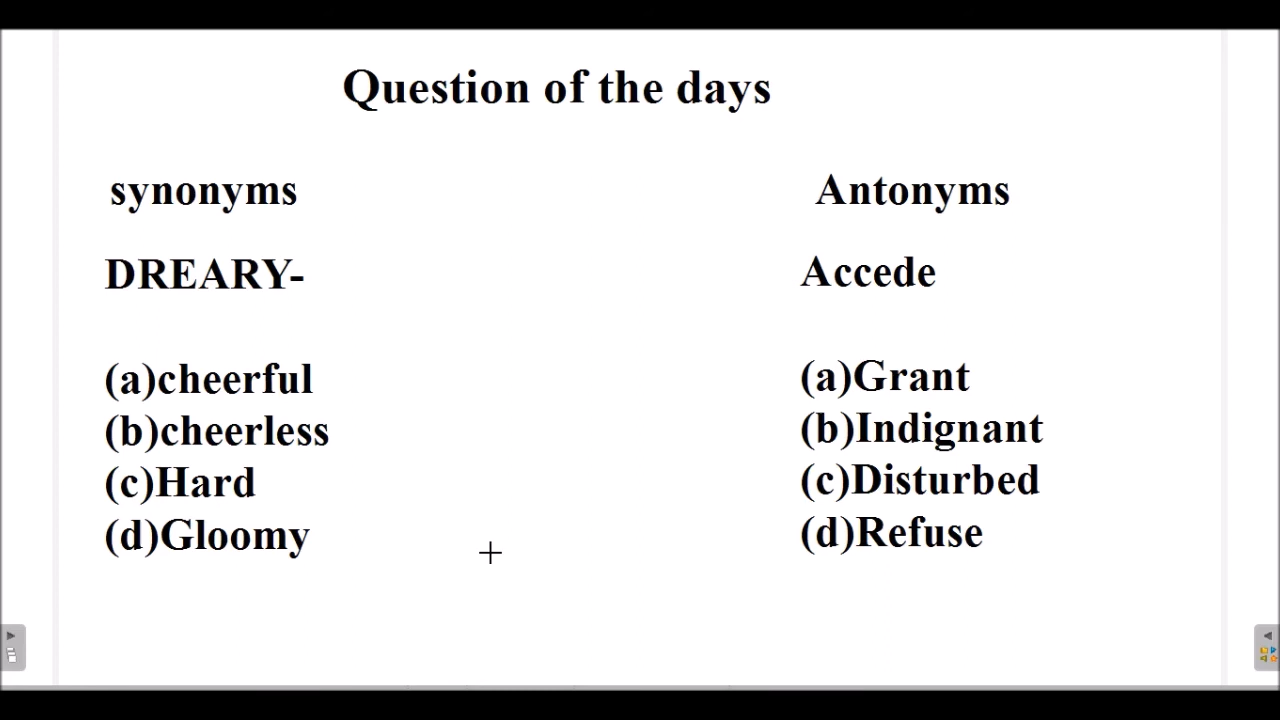 Question of the days
synonyms
DREARY-
(a)cheerful
(b)cheerless
(c)Hard
(d)Gloomy
Antonyms
Accede
(a)Grant
(b)Indignant
(c)Disturbed
(d)Refuse